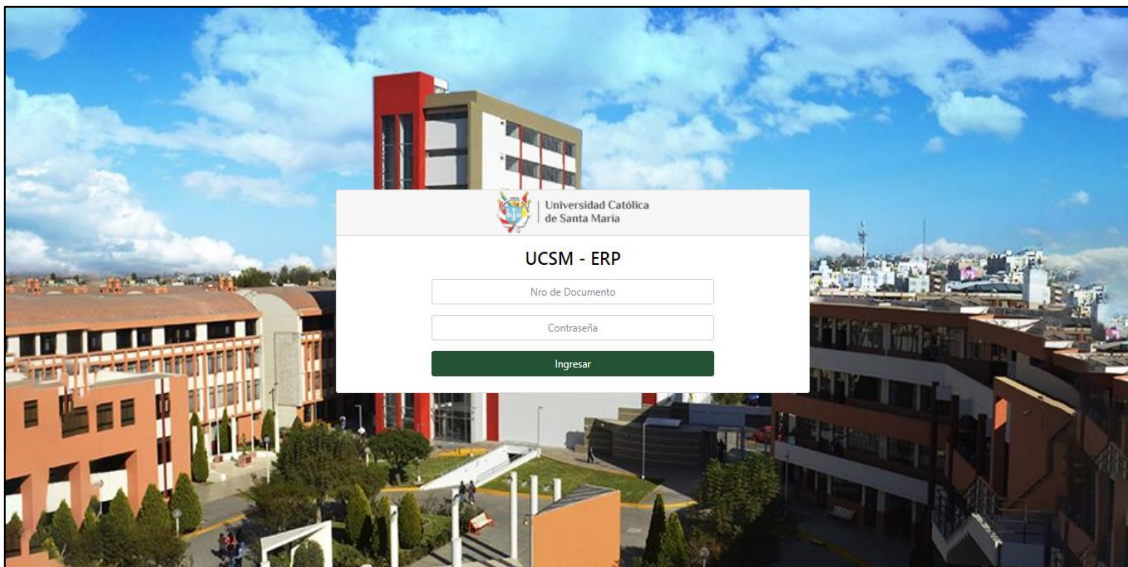 Universidad Católica
de Santa María
UCSM - ERP
Nro de Documento
Contraseña
Ingresar